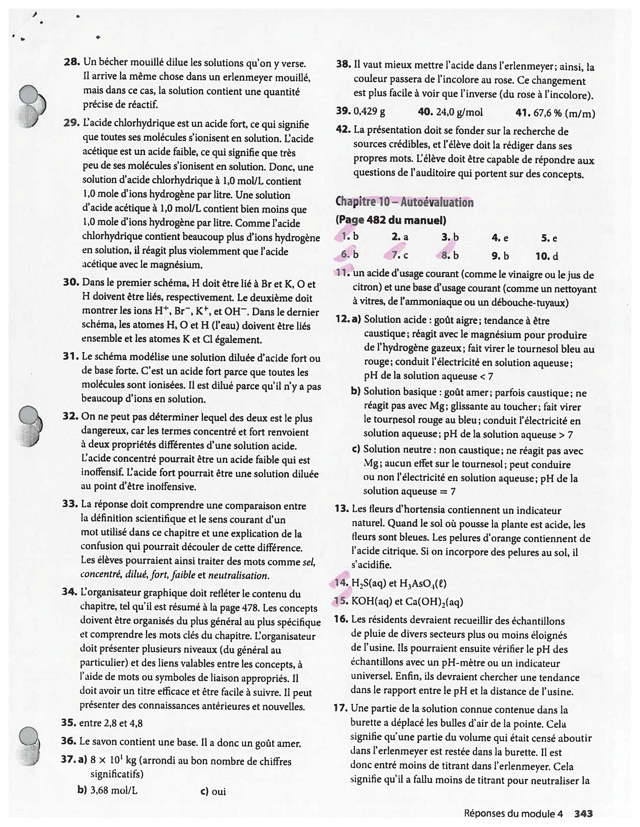 28. Un bécher mouillé dilue les solutions qu'on y verse.
Il arrive la même chose dans un erlenmeyer mouillé,
mais dans ce cas, la solution contient une quantité
précise de réactif.
29. L'acide chlorhydrique est un acide fort, ce qui signifie
que toutes ses molécules s'ionisent en solution. L'acide
acétique est un acide faible, ce qui signifie que très
peu de ses molécules s'ionisent en solution. Donc, une
solution d'acide chlorhydrique à 1,0 mol/L contient
1,0 mole d'ions hydrogène par litre. Une solution
d'acide acétique à 1,0 mol/L contient bien moins que
1,0 mole d'ions hydrogène par litre. Comme l'acide
chlorhydrique contient beaucoup plus d'ions hydrogène
en solution, il réagit plus violemment que l'acide
acétique avec le magnésium.
30. Dans le premier schéma, H doit être lié à Br et K, O et
H doivent être liés, respectivement. Le deuxième doit
montrer les ions H⁺, Br⁻, K⁺, et OH⁻. Dans le dernier
schéma, les atomes H, O et H (l'eau) doivent être liés
ensemble et les atomes K et Cl également.
31. Le schéma modélise une solution diluée d'acide fort ou
de base forte. C'est un acide fort parce que toutes les
molécules sont ionisées. Il est dilué parce qu'il n'y a pas
beaucoup d'ions en solution.
32. On ne peut pas déterminer lequel des deux est le plus
dangereux, car les termes concentré et fort renvoient
à deux propriétés différentes d'une solution acide.
L'acide concentré pourrait être un acide faible qui est
inoffensif. L'acide fort pourrait être une solution diluée
au point d'être inoffensive.
33. La réponse doit comprendre une comparaison entre
la définition scientifique et le sens courant d'un
mot utilisé dans ce chapitre et une explication de la
confusion qui pourrait découler de cette différence.
Les élèves pourraient ainsi traiter des mots comme sel,
concentré, dilué, fort, faible et neutralisation.
34. L'organisateur graphique doit refléter le contenu du
chapitre, tel qu'il est résumé à la page 478. Les concepts
doivent être organisés du plus général au plus spécifique
et comprendre les mots clés du chapitre. L'organisateur
doit présenter plusieurs niveaux (du général au
particulier) et des liens valables entre les concepts, à
l'aide de mots ou symboles de liaison appropriés. Il
doit avoir un titre efficace et être facile à suivre. Il peut
présenter des connaissances antérieures et nouvelles.
35. entre 2,8 et 4,8
36. Le savon contient une base. Il a donc un goût amer.
37. a) 8 × 10¹ kg (arrondi au bon nombre de chiffres
significatifs)
b) 3,68 mol/L c) oui
38. Il vaut mieux mettre l'acide dans l'erlenmeyer; ainsi, la
couleur passera de l'incolore au rose. Ce changement
est plus facile à voir que l'inverse (du rose à l'incolore).
39. 0,429 g 40. 24,0 g/mol 41. 67,6 % (m/m)
42. La présentation doit se fonder sur la recherche de
sources crédibles, et l'élève doit la rédiger dans ses
propres mots. L'élève doit être capable de répondre aux
questions de l'auditoire qui portent sur des concepts.
Chapitre 10 – Autoévaluation
(Page 482 du manuel)
1. b 2. a 3. b 4. e 5. e
6. b 7. c 8. b 9. b 10. d
11. un acide d'usage courant (comme le vinaigre ou le jus de
citron) et une base d'usage courant (comme un nettoyant
à vitres, de l'ammoniaque ou un débouche-tuyaux)
12. a) Solution acide : goût aigre; tendance à être
caustique; réagit avec le magnésium pour produire
de l'hydrogène gazeux; fait virer le tournesol bleu au
rouge; conduit l'électricité en solution aqueuse;
pH de la solution aqueuse < 7
b) Solution basique : goût amer; parfois caustique; ne
réagit pas avec Mg; glissante au toucher; fait virer
le tournesol rouge au bleu; conduit l'électricité en
solution aqueuse; pH de la solution aqueuse > 7
c) Solution neutre : non caustique; ne réagit pas avec
Mg; aucun effet sur le tournesol; peut conduire
ou non l'électricité en solution aqueuse; pH de la
solution aqueuse = 7
13. Les fleurs d'hortensia contiennent un indicateur
naturel. Quand le sol où pousse la plante est acide, les
fleurs sont bleues. Les pelures d'orange contiennent de
l'acide citrique. Si on incorpore des pelures au sol, il
s'acidifie.
14. H₂S(aq) et H₃AsO₄(ℓ)
15. KOH(aq) et Ca(OH)₂(aq)
16. Les résidents devraient recueillir des échantillons
de pluie de divers secteurs plus ou moins éloignés
de l'usine. Ils pourraient ensuite vérifier le pH des
échantillons avec un pH-mètre ou un indicateur
universel. Enfin, ils devraient chercher une tendance
dans le rapport entre le pH et la distance de l'usine.
17. Une partie de la solution connue contenue dans la
burette a déplacé les bulles d'air de la pointe. Cela
signifie qu'une partie du volume qui était censé aboutir
dans l'erlenmeyer est restée dans la burette. Il est
donc entré moins de titrant dans l'erlenmeyer. Cela
signifie qu'il a fallu moins de titrant pour neutraliser la
Réponses du module 4 343